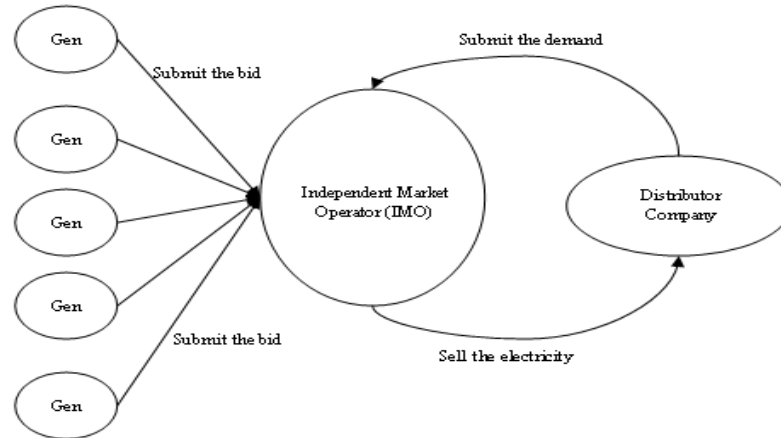 Gen
Submit the bid
Submit the demand
Gen
Gen
Independent Market
Operator (IMO)
Distributor
Company
Gen
Submit the bid
Sell the electricity
Gen